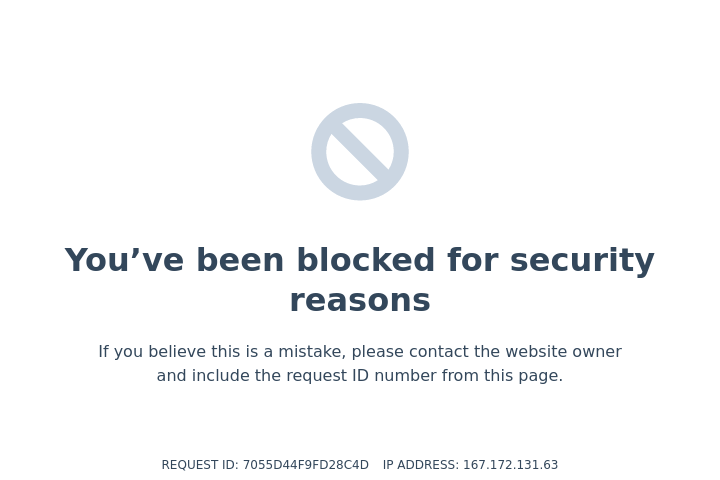 You’ve been blocked for security
reasons
If you believe this is a mistake, please contact the website owner
and include the request ID number from this page.
REQUEST ID: 7055D44F9FD28C4D IP ADDRESS: 167.172.131.63